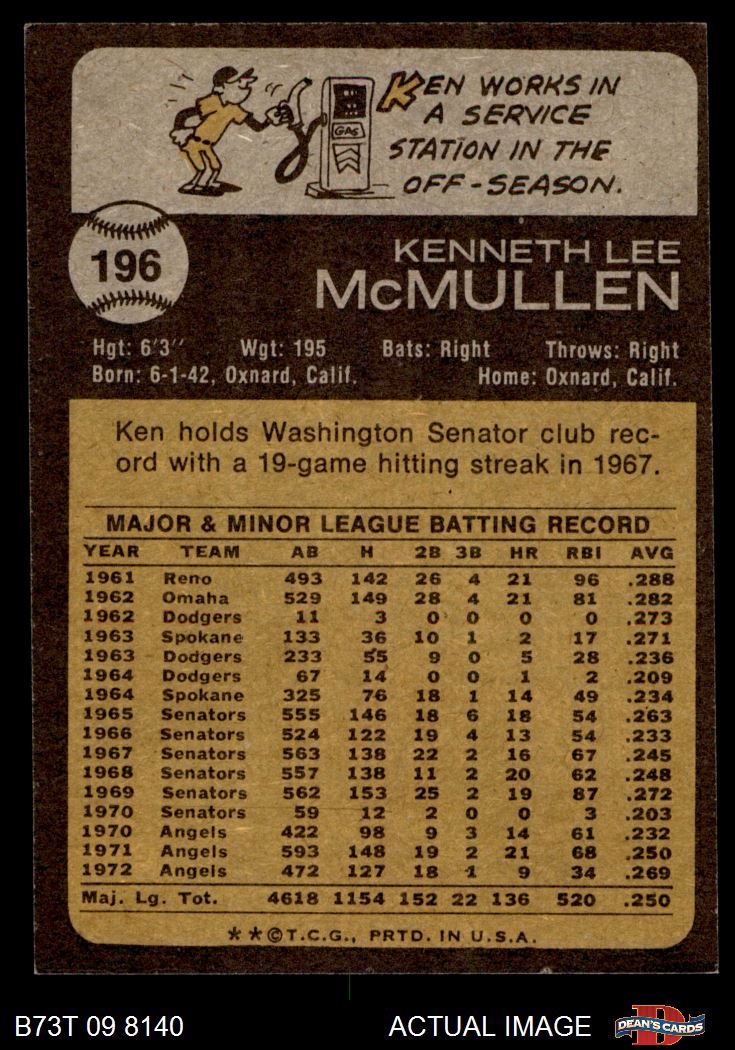 KEN WORKS IN
A SERVICE
STATION IN THE
OFF-SEASON.
GAS
196
KENNETH LEE
McMULLEN
Hgt: 6'3'' Wgt: 195 Bats: Right Throws: Right
Born: 6-1-42, Oxnard, Calif. Home: Oxnard, Calif.
Ken holds Washington Senator club rec-
ord with a 19-game hitting streak in 1967.
MAJOR & MINOR LEAGUE BATTING RECORD
YEAR TEAM AB H 2B 3B HR RBI AVG
1961 Reno 493 142 26 4 21 96 .288
1962 Omaha 529 149 28 4 21 81 .282
1962 Dodgers 11 3 0 0 0 0 .273
1963 Spokane 133 36 10 1 2 17 .271
1963 Dodgers 233 55 9 0 5 28 .236
1964 Dodgers 67 14 0 0 1 2 .209
1964 Spokane 325 76 18 1 14 49 .234
1965 Senators 555 146 18 6 18 54 .263
1966 Senators 524 122 19 4 13 54 .233
1967 Senators 563 138 22 2 16 67 .245
1968 Senators 557 138 11 2 20 62 .248
1969 Senators 562 153 25 2 19 87 .272
1970 Senators 59 12 2 0 0 3 .203
1970 Angels 422 98 9 3 14 61 .232
1971 Angels 593 148 19 2 21 68 .250
1972 Angels 472 127 18 1 9 34 .269
Maj. Lg. Tot. 4618 1154 152 22 136 520 .250
**©T.C.G., PRTD. IN U.S.A.
B73T 09 8140 ACTUAL IMAGE DEAN'S CARDS